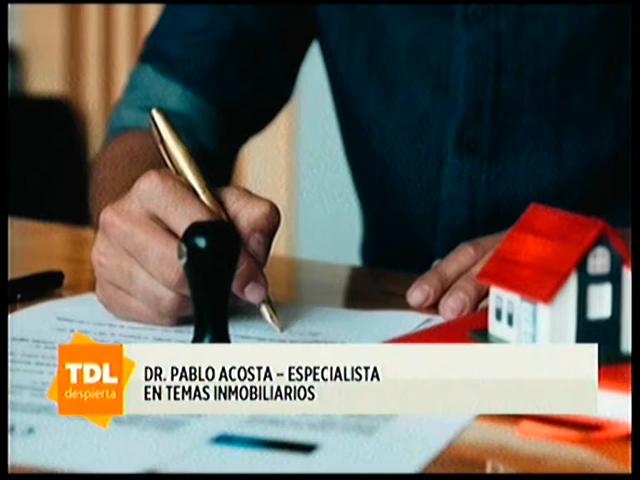 TDL
despierta
DR. PABLO ACOSTA – ESPECIALISTA
EN TEMAS INMOBILIARIOS